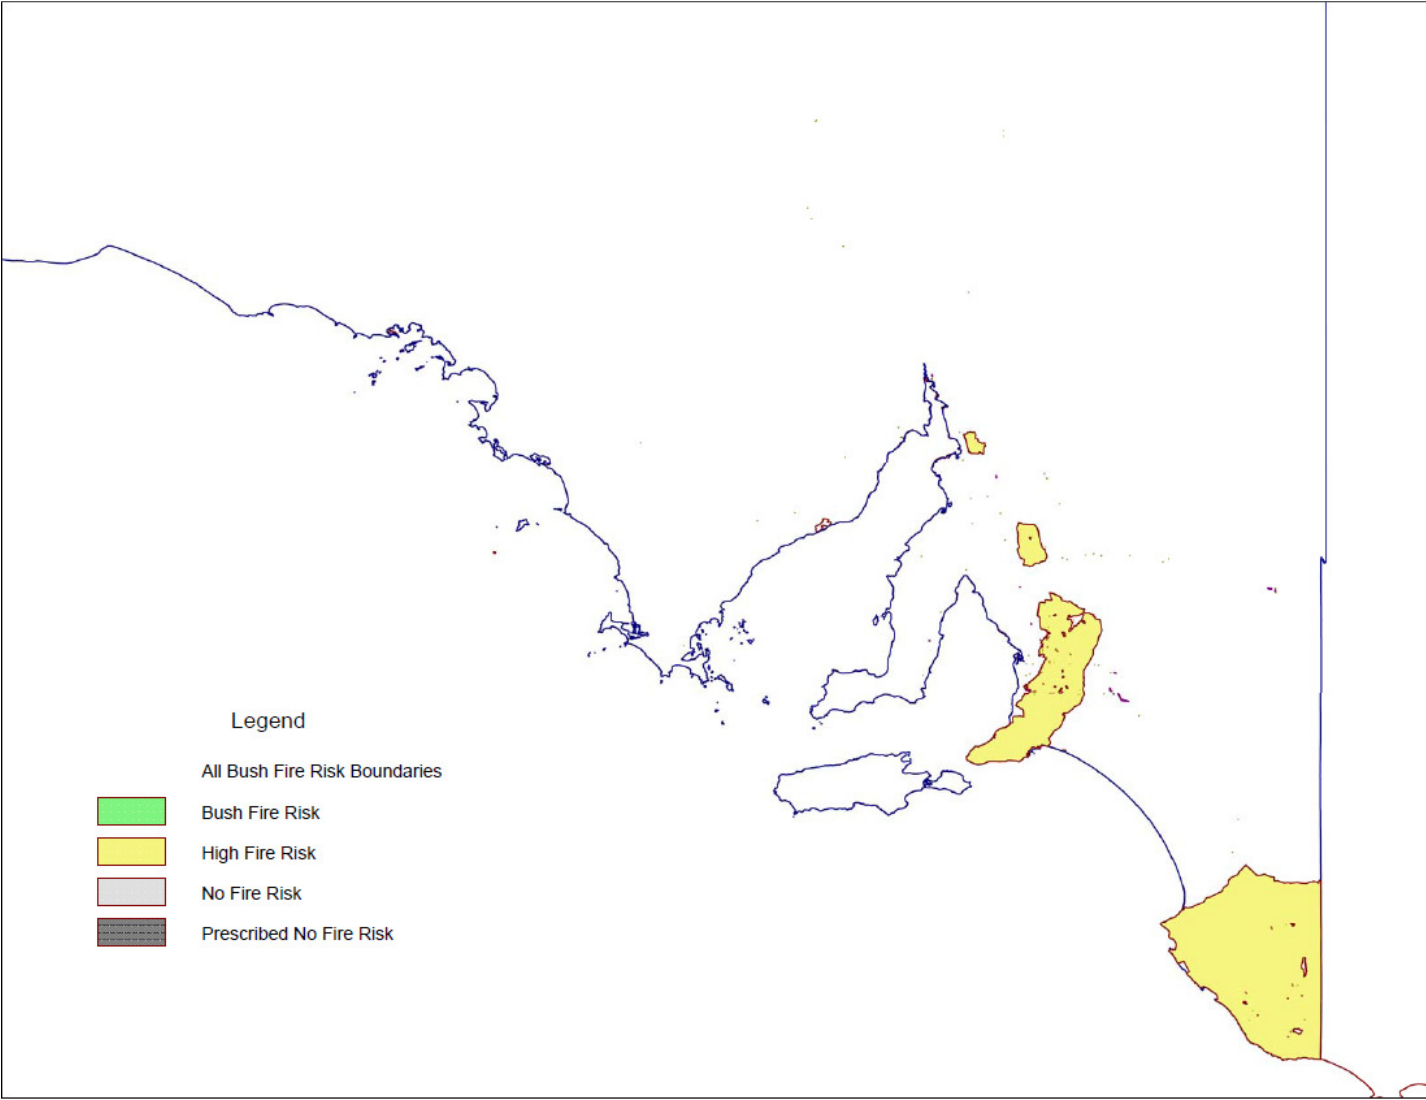 Legend
All Bush Fire Risk Boundaries
Bush Fire Risk
High Fire Risk
No Fire Risk
Prescribed No Fire Risk